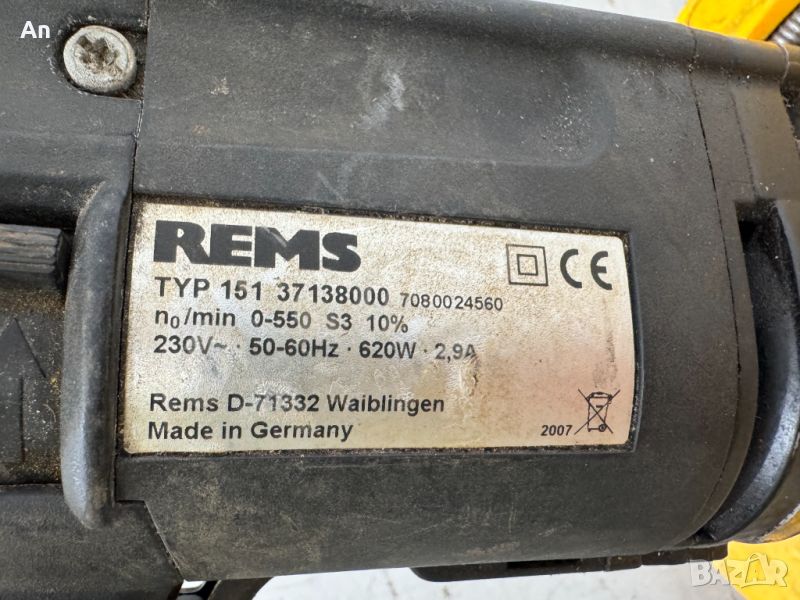 An
REMS
TYP 151 37138000 7080024560
n₀/min 0-550 S3 10%
230V~ · 50-60Hz · 620W · 2,9A
Rems D-71332 Waiblingen
Made in Germany
2007
CE
BAZAR